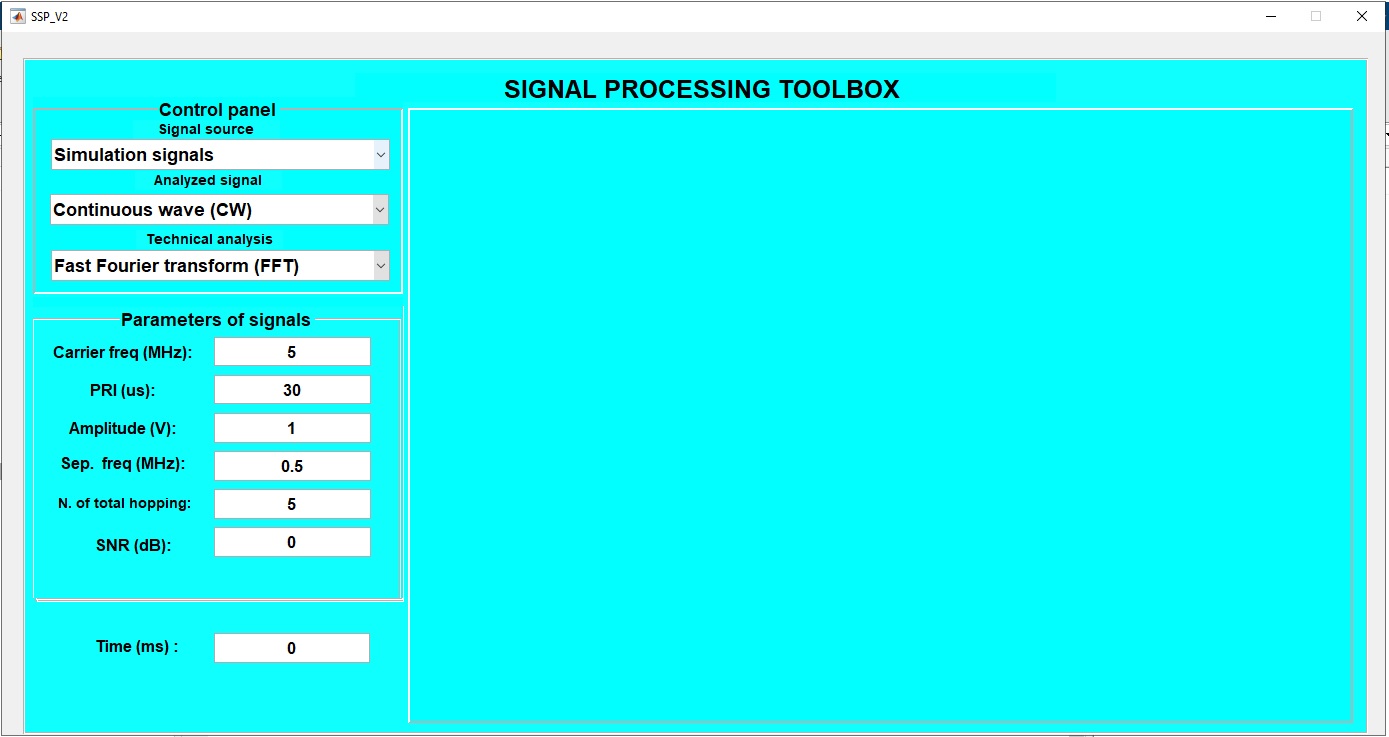 SSP_V2
SIGNAL PROCESSING TOOLBOX
Control panel
Signal source
Simulation signals
Analyzed signal
Continuous wave (CW)
Technical analysis
Fast Fourier transform (FFT)
Parameters of signals
Carrier freq (MHz): 5
PRI (us): 30
Amplitude (V): 1
Sep. freq (MHz): 0.5
N. of total hopping: 5
SNR (dB): 0
Time (ms) : 0